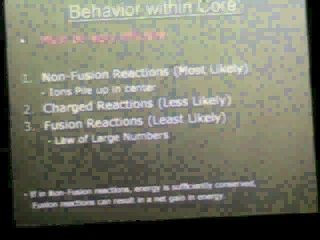 Behavior within Core
1. Non-Fusion Reactions (Most Likely)
- Ions Pile up in center
2. Charged Reactions (Less Likely)
3. Fusion Reactions (Least Likely)
- Law of Large Numbers
- If in Non-Fusion reactions, energy is sufficiently conserved,
Fusion reactions can result in a net gain in energy.